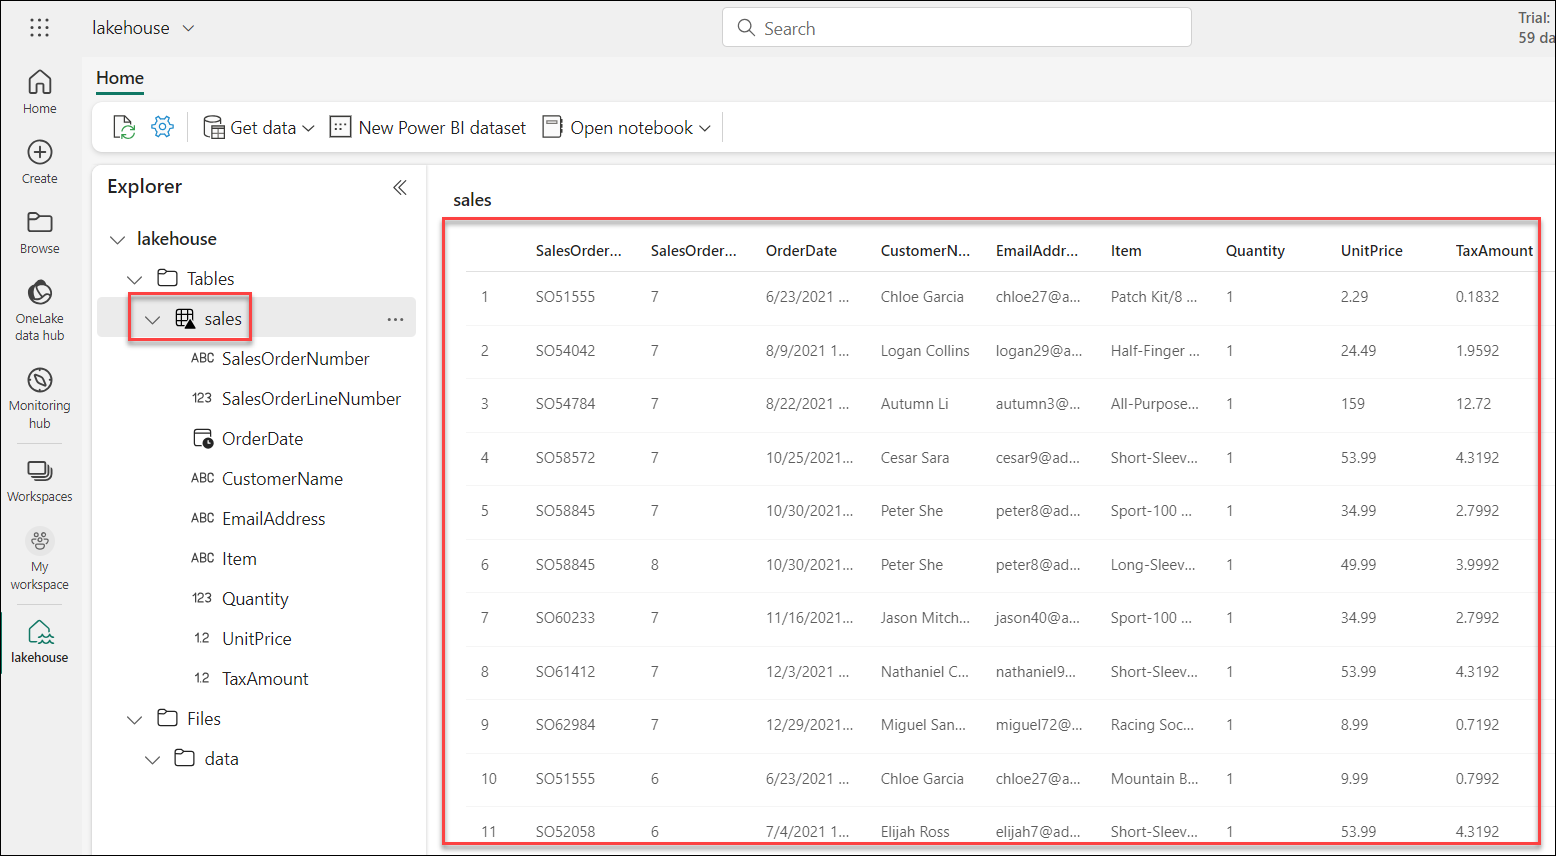 lakehouse
Search
Trial:
59 da
Home
Home
Get data
New Power BI dataset
Open notebook
Create
Browse
OneLake
data hub
Monitoring
hub
Workspaces
My
workspace
lakehouse
Explorer
lakehouse
Tables
sales
ABC SalesOrderNumber
123 SalesOrderLineNumber
OrderDate
ABC CustomerName
ABC EmailAddress
ABC Item
123 Quantity
1.2 UnitPrice
1.2 TaxAmount
Files
data
sales
SalesOrder... SalesOrder... OrderDate CustomerN... EmailAddr... Item Quantity UnitPrice TaxAmount
1 SO51555 7 6/23/2021 ... Chloe Garcia chloe27@a... Patch Kit/8 ... 1 2.29 0.1832
2 SO54042 7 8/9/2021 1... Logan Collins logan29@a... Half-Finger ... 1 24.49 1.9592
3 SO54784 7 8/22/2021 ... Autumn Li autumn3@... All-Purpose... 1 159 12.72
4 SO58572 7 10/25/2021... Cesar Sara cesar9@ad... Short-Sleev... 1 53.99 4.3192
5 SO58845 7 10/30/2021... Peter She peter8@ad... Sport-100 ... 1 34.99 2.7992
6 SO58845 8 10/30/2021... Peter She peter8@ad... Long-Sleev... 1 49.99 3.9992
7 SO60233 7 11/16/2021... Jason Mitch... jason40@a... Sport-100 ... 1 34.99 2.7992
8 SO61412 7 12/3/2021 ... Nathaniel C... nathaniel9... Short-Sleev... 1 53.99 4.3192
9 SO62984 7 12/29/2021... Miguel San... miguel72@... Racing Soc... 1 8.99 0.7192
10 SO51555 6 6/23/2021 ... Chloe Garcia chloe27@a... Mountain B... 1 9.99 0.7992
11 SO52058 6 7/4/2021 1... Elijah Ross elijah7@ad... Short-Sleev... 1 53.99 4.3192